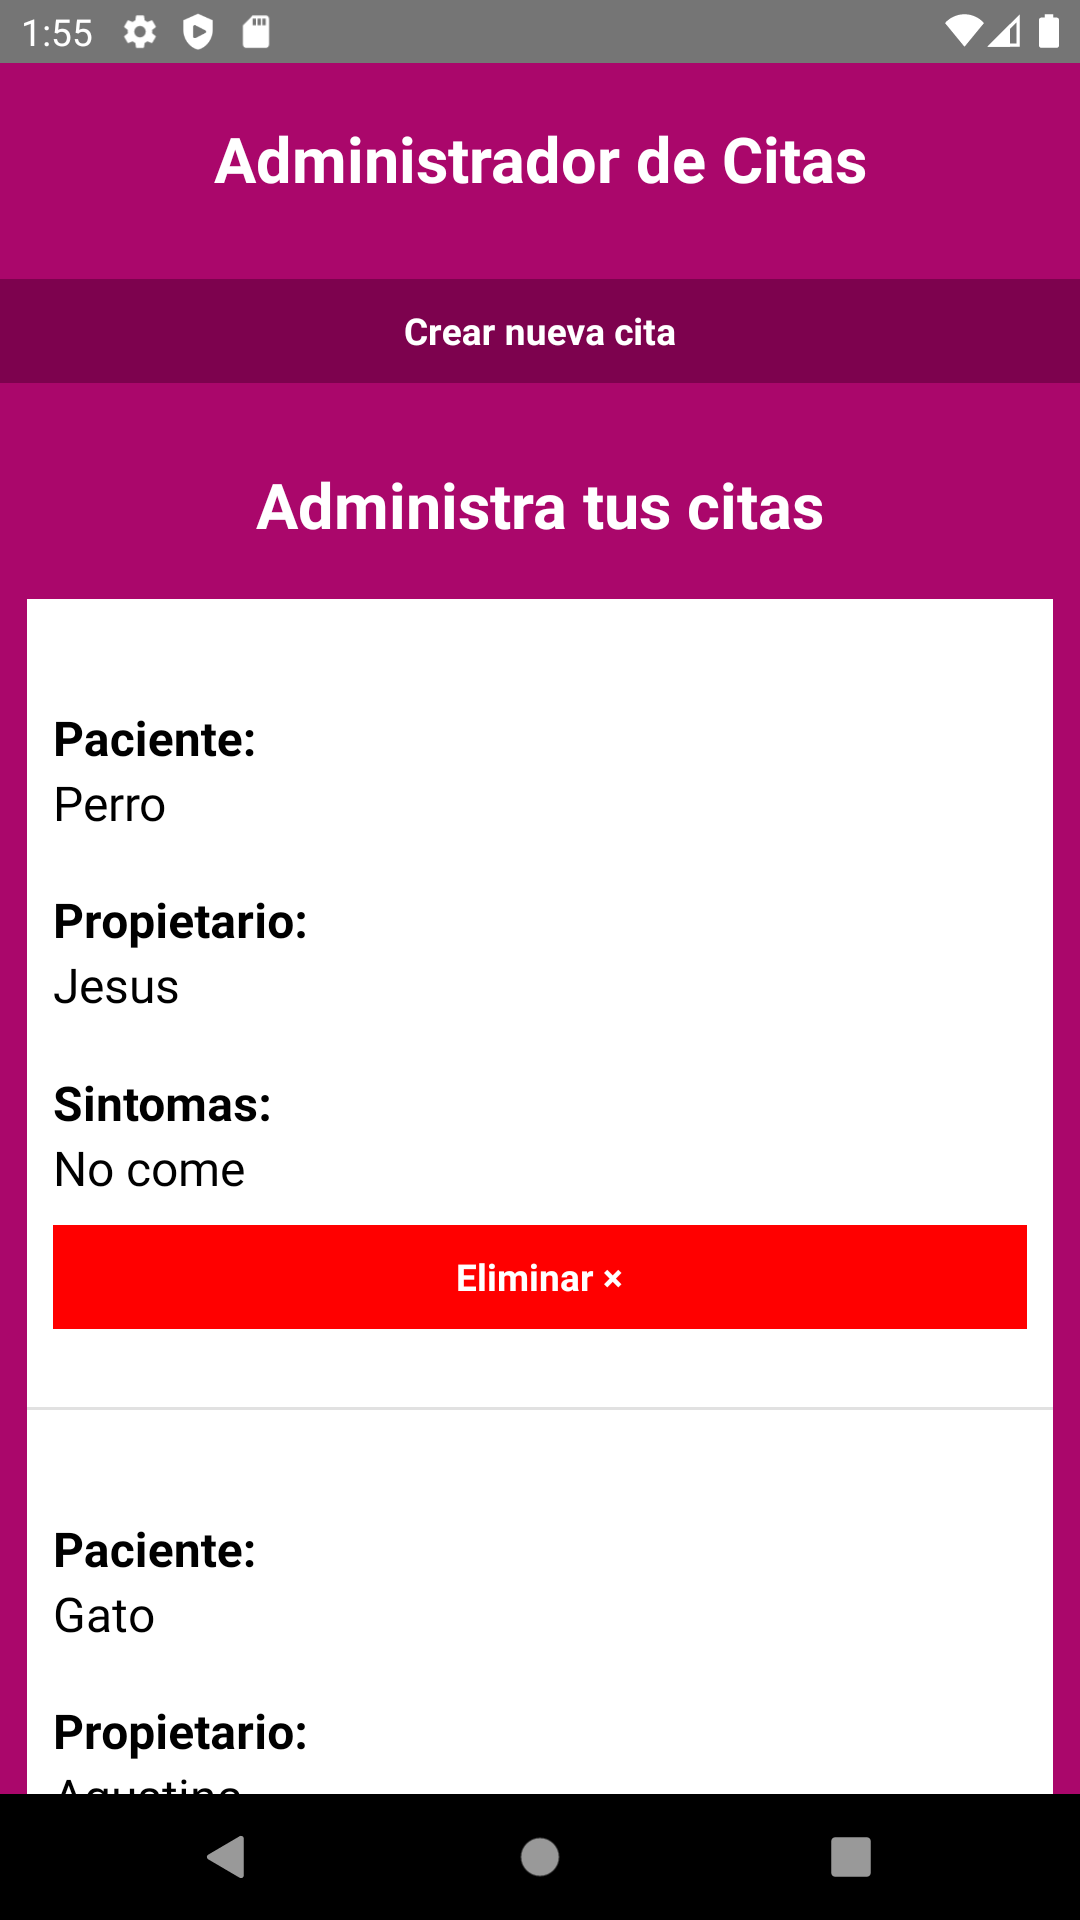 1:55
Administrador de Citas
Crear nueva cita
Administra tus citas
Paciente:
Perro
Propietario:
Jesus
Sintomas:
No come
Eliminar ×
Paciente:
Gato
Propietario: